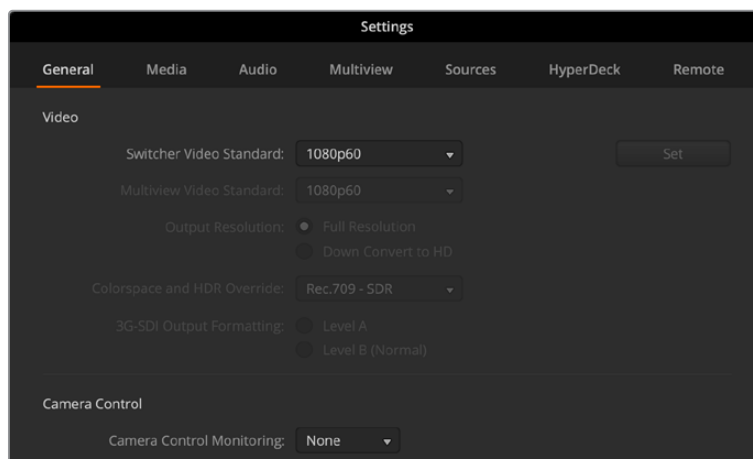 Settings
General Media Audio Multiview Sources HyperDeck Remote
Video
Switcher Video Standard: 1080p60 Set
Multiview Video Standard: 1080p60
Output Resolution: Full Resolution
Down Convert to HD
Colorspace and HDR Override: Rec.709 - SDR
3G-SDI Output Formatting: Level A
Level B (Normal)
Camera Control
Camera Control Monitoring: None